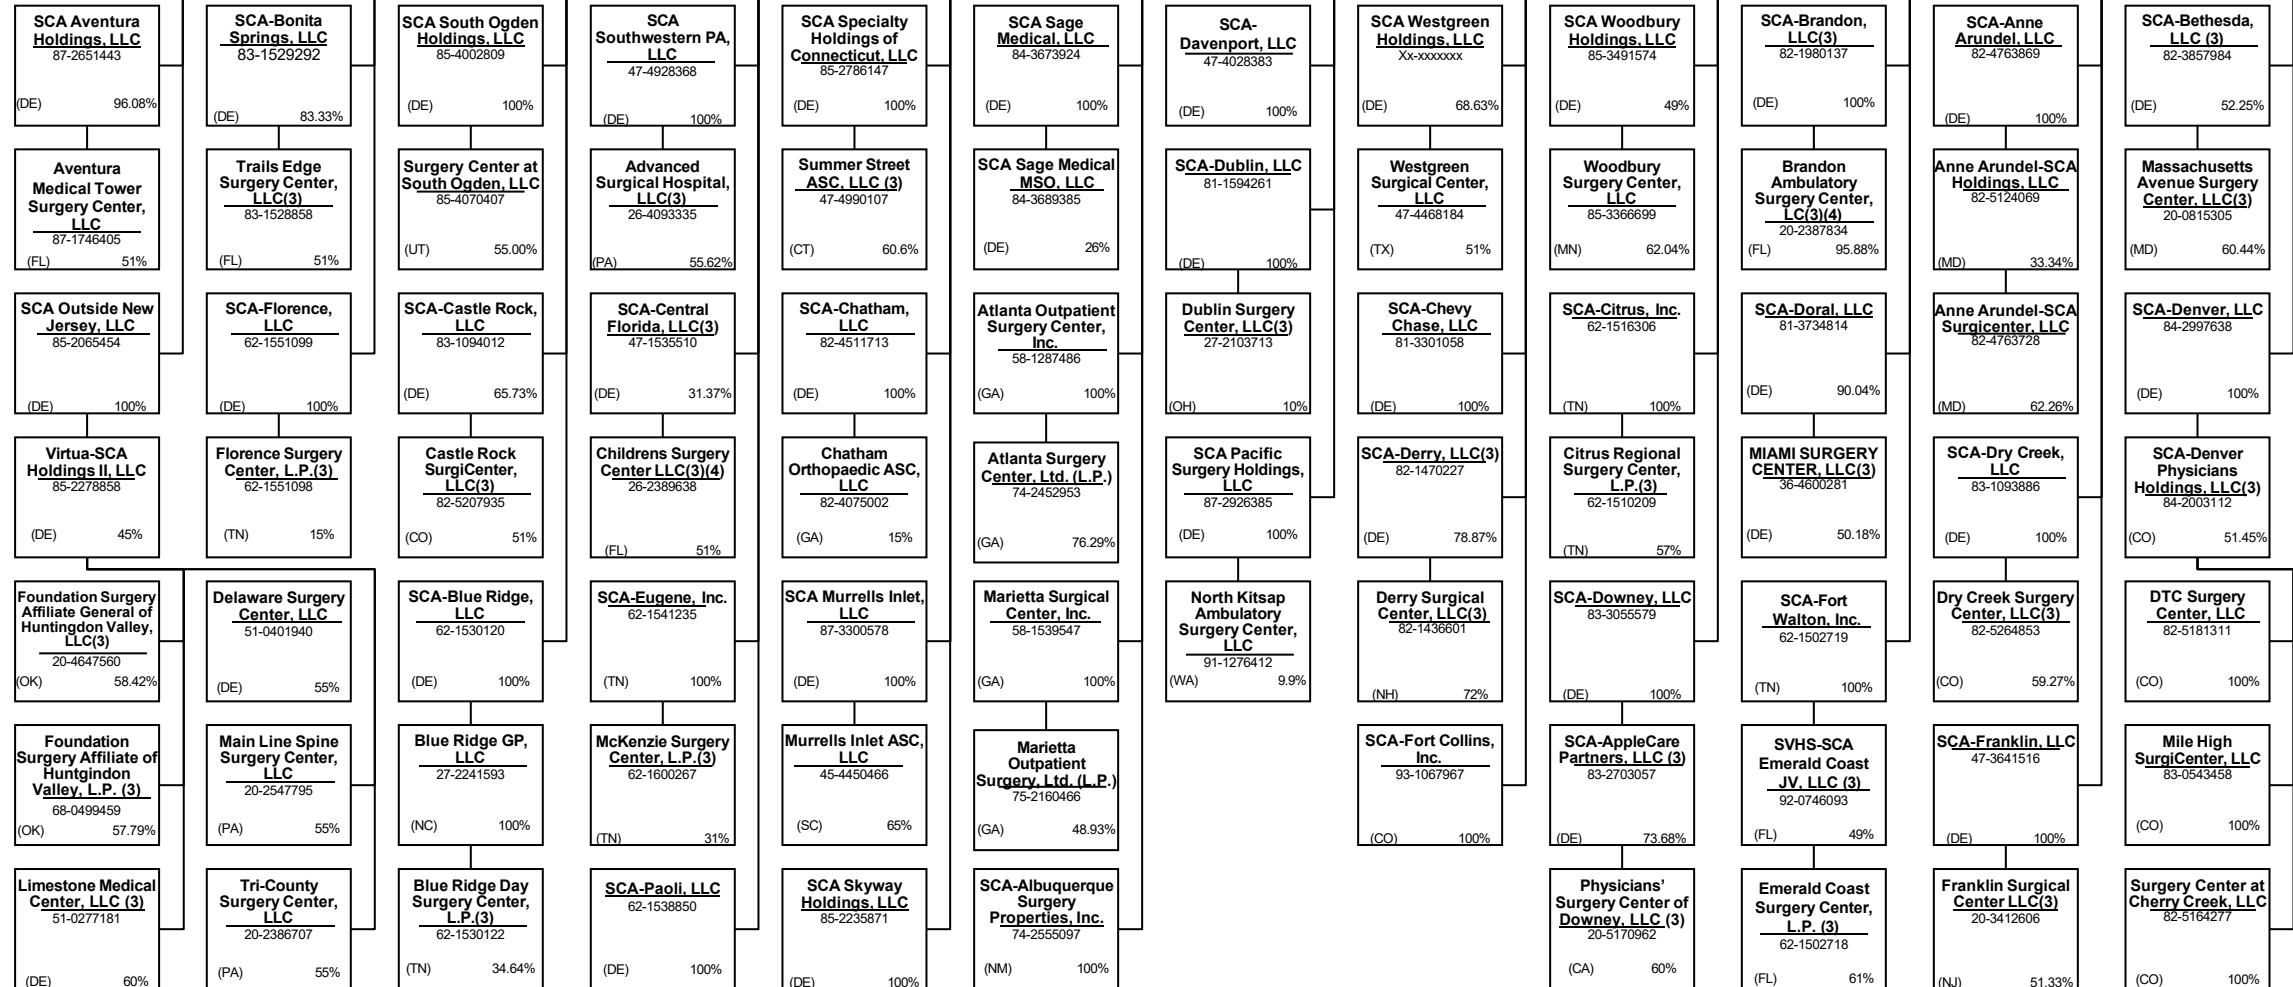 SCA Aventura
Holdings, LLC
87-2651443
(DE) 96.08%
SCA-Bonita
Springs, LLC
83-1529292
(DE) 83.33%
SCA South Ogden
Holdings, LLC
85-4002809
(DE) 100%
SCA
Southwestern PA,
LLC
47-4928368
(DE) 100%
SCA Specialty
Holdings of
Connecticut, LLC
85-2786147
(DE) 100%
SCA Sage
Medical, LLC
84-3673924
(DE) 100%
SCA-
Davenport, LLC
47-4028383
(DE) 100%
SCA Westgreen
Holdings, LLC
Xx-xxxxxxx
(DE) 68.63%
SCA Woodbury
Holdings, LLC
85-3491574
(DE) 49%
SCA-Brandon,
LLC(3)
82-1980137
(DE) 100%
SCA-Anne
Arundel, LLC
82-4763869
(DE) 100%
SCA-Bethesda,
LLC (3)
82-3857984
(DE) 52.25%
Aventura
Medical Tower
Surgery Center,
LLC
87-1746405
(FL) 51%
Trails Edge
Surgery Center,
LLC(3)
83-1528858
(FL) 51%
Surgery Center at
South Ogden, LLC
85-4070407
(UT) 55.00%
Advanced
Surgical Hospital,
LLC(3)
26-4093335
(PA) 55.62%
Summer Street
ASC, LLC (3)
47-4990107
(CT) 60.6%
SCA Sage Medical
MSO, LLC
84-3689385
(DE) 26%
SCA-Dublin, LLC
81-1594261
(DE) 100%
Westgreen
Surgical Center,
LLC
47-4468184
(TX) 51%
Woodbury
Surgery Center,
LLC
85-3366699
(MN) 62.04%
Brandon
Ambulatory
Surgery Center,
LC(3)(4)
20-2387834
(FL) 95.88%
Anne Arundel-SCA
Holdings, LLC
82-5124069
(MD) 33.34%
Massachusetts
Avenue Surgery
Center, LLC(3)
20-0815305
(MD) 60.44%
SCA Outside New
Jersey, LLC
85-2065454
(DE) 100%
SCA-Florence,
LLC
62-1551099
(DE) 100%
SCA-Castle Rock,
LLC
83-1094012
(DE) 65.73%
SCA-Central
Florida, LLC(3)
47-1535510
(DE) 31.37%
SCA-Chatham,
LLC
82-4511713
(DE) 100%
Atlanta Outpatient
Surgery Center,
Inc.
58-1287486
(GA) 100%
Dublin Surgery
Center, LLC(3)
27-2103713
(OH) 10%
SCA-Chevy
Chase, LLC
81-3301058
(DE) 100%
SCA-Citrus, Inc.
62-1516306
(TN) 100%
SCA-Doral, LLC
81-3734814
(DE) 90.04%
Anne Arundel-SCA
Surgicenter, LLC
82-4763728
(MD) 62.26%
SCA-Denver, LLC
84-2997638
(DE) 100%
Virtua-SCA
Holdings II, LLC
85-2278858
(DE) 45%
Florence Surgery
Center, L.P.(3)
62-1551098
(TN) 15%
Castle Rock
SurgiCenter,
LLC(3)
82-5207935
(CO) 51%
Childrens Surgery
Center LLC(3)(4)
26-2389638
(FL) 51%
Chatham
Orthopaedic ASC,
LLC
82-4075002
(GA) 15%
Atlanta Surgery
Center, Ltd. (L.P.)
74-2452953
(GA) 76.29%
SCA Pacific
Surgery Holdings,
LLC
87-2926385
(DE) 100%
SCA-Derry, LLC(3)
82-1470227
(DE) 78.87%
Citrus Regional
Surgery Center,
L.P.(3)
62-1510209
(TN) 57%
MIAMI SURGERY
CENTER, LLC(3)
36-4600281
(DE) 50.18%
SCA-Dry Creek,
LLC
83-1093886
(DE) 100%
SCA-Denver
Physicians
Holdings, LLC(3)
84-2003112
(CO) 51.45%
Foundation Surgery
Affiliate General of
Huntingdon Valley,
LLC(3)
20-4647560
(OK) 58.42%
Delaware Surgery
Center, LLC
51-0401940
(DE) 55%
SCA-Blue Ridge,
LLC
62-1530120
(DE) 100%
SCA-Eugene, Inc.
62-1541235
(TN) 100%
SCA Murrells Inlet,
LLC
87-3300578
(DE) 100%
Marietta Surgical
Center, Inc.
58-1539547
(GA) 100%
North Kitsap
Ambulatory
Surgery Center,
LLC
91-1276412
(WA) 9.9%
Derry Surgical
Center, LLC(3)
82-1436601
(NH) 72%
SCA-Downey, LLC
83-3055579
(DE) 100%
SCA-Fort
Walton, Inc.
62-1502719
(TN) 100%
Dry Creek Surgery
Center, LLC(3)
82-5264853
(CO) 59.27%
DTC Surgery
Center, LLC
82-5181311
(CO) 100%
Foundation
Surgery Affiliate of
Huntgindon
Valley, L.P. (3)
68-0499459
(OK) 57.79%
Main Line Spine
Surgery Center,
LLC
20-2547795
(PA) 55%
Blue Ridge GP,
LLC
27-2241593
(NC) 100%
McKenzie Surgery
Center, L.P.(3)
62-1600267
(TN) 31%
Murrells Inlet ASC,
LLC
45-4450466
(SC) 65%
Marietta
Outpatient
Surgery, Ltd. (L.P.)
75-2160466
(GA) 48.93%
SCA-Fort Collins,
Inc.
93-1067967
(CO) 100%
SCA-AppleCare
Partners, LLC (3)
83-2703057
(DE) 73.68%
SVHS-SCA
Emerald Coast
JV, LLC (3)
92-0746093
(FL) 49%
SCA-Franklin, LLC
47-3641516
(DE) 100%
Mile High
SurgiCenter, LLC
83-0543458
(CO) 100%
Limestone Medical
Center, LLC (3)
51-0277181
(DE) 60%
Tri-County
Surgery Center,
LLC
20-2386707
(PA) 55%
Blue Ridge Day
Surgery Center,
L.P.(3)
62-1530122
(TN) 34.64%
SCA-Paoli, LLC
62-1538850
(DE) 100%
SCA Skyway
Holdings, LLC
85-2235871
(DE) 100%
SCA-Albuquerque
Surgery
Properties, Inc.
74-2555097
(NM) 100%
Physicians’
Surgery Center of
Downey, LLC (3)
20-5170962
(CA) 60%
Emerald Coast
Surgery Center,
L.P. (3)
62-1502718
(FL) 61%
Franklin Surgical
Center LLC(3)
20-3412606
(NJ) 51.33%
Surgery Center at
Cherry Creek, LLC
82-5164277
(CO) 100%